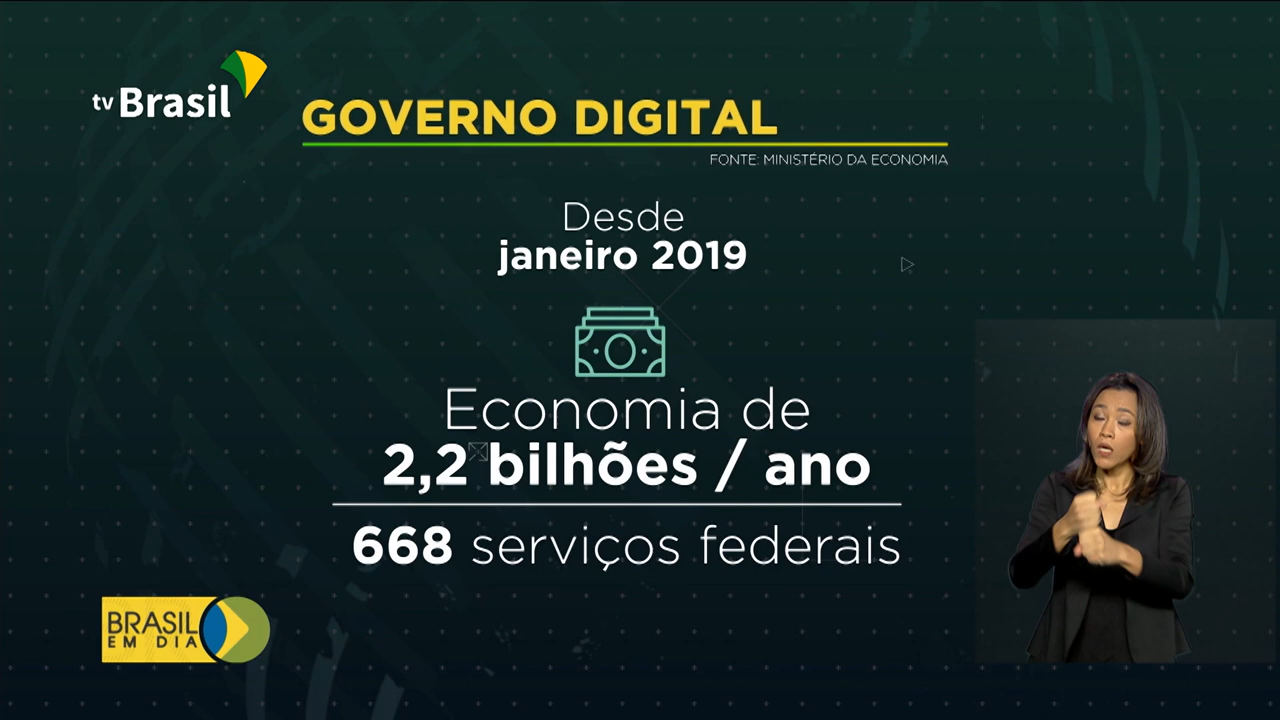 tv Brasil
GOVERNO DIGITAL
FONTE: MINISTÉRIO DA ECONOMIA
Desde
janeiro 2019
Economia de
2,2 bilhões / ano
668 serviços federais
BRASIL
EM DIA